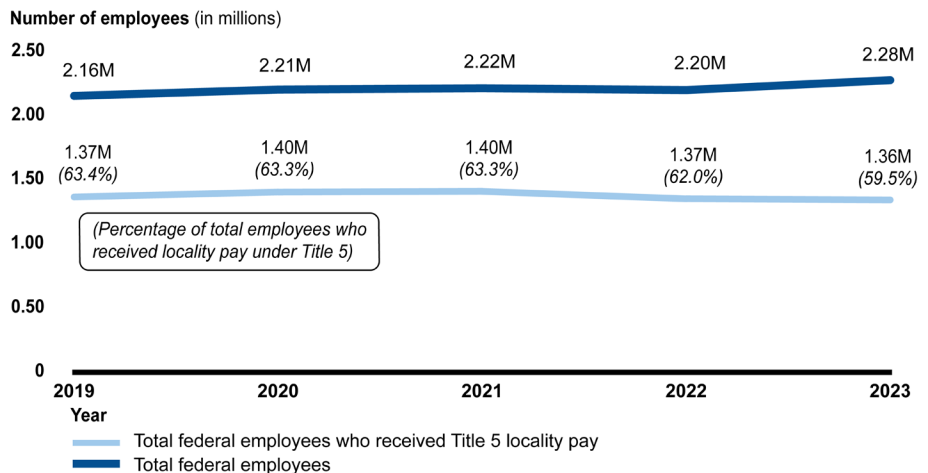 Number of employees (in millions)
2.50
2.16M
2.21M
2.22M
2.20M
2.28M
2.00
1.37M
(63.4%)
1.40M
(63.3%)
1.40M
(63.3%)
1.37M
(62.0%)
1.36M
(59.5%)
1.50
(Percentage of total employees who
received locality pay under Title 5)
1.00
0.50
0
2019
2020
2021
2022
2023
Year
Total federal employees who received Title 5 locality pay
Total federal employees